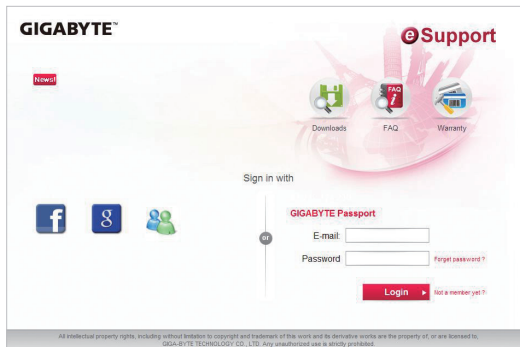 GIGABYTE™
eSupport
News!
FAQ
Downloads
FAQ
Warranty
Sign in with
f
g
or
GIGABYTE Passport
E-mail:
Password
Forget password ?
Login
Not a member yet ?
All intellectual property rights, including without limitation to copyright and trademark of this work and its derivative works are the property of, or are licensed to,
GIGA-BYTE TECHNOLOGY CO., LTD. Any unauthorized use is strictly prohibited.